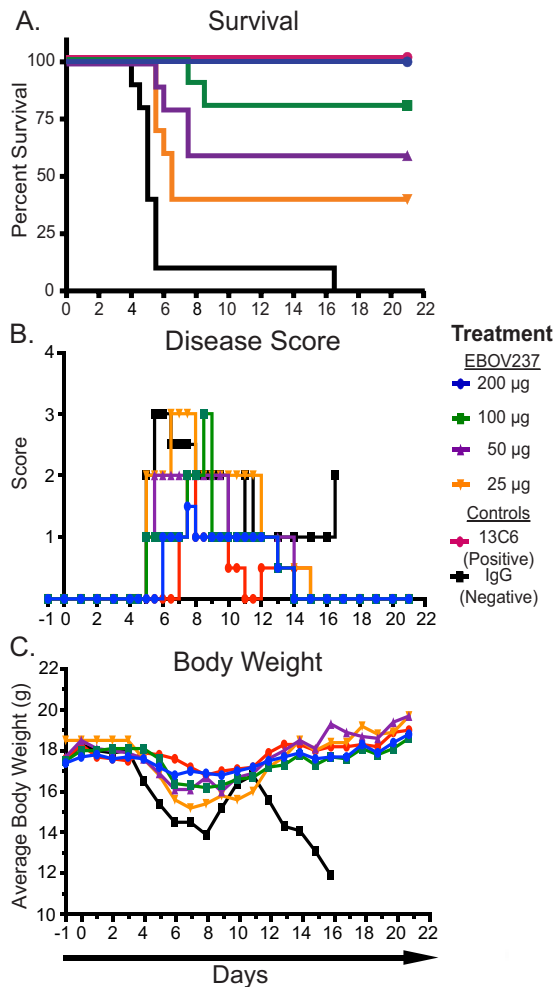 A.
Survival
Percent Survival
100
75
50
25
0
0 2 4 6 8 10 12 14 16 18 20 22
B.
Disease Score
Score
4
3
2
1
0
-1 0 2 4 6 8 10 12 14 16 18 20 22
Treatment
EBOV237
200 µg
100 µg
50 µg
25 µg
Controls
13C6
(Positive)
IgG
(Negative)
C.
Body Weight
Average Body Weight (g)
22
20
18
16
14
12
10
-1 0 2 4 6 8 10 12 14 16 18 20 22
Days